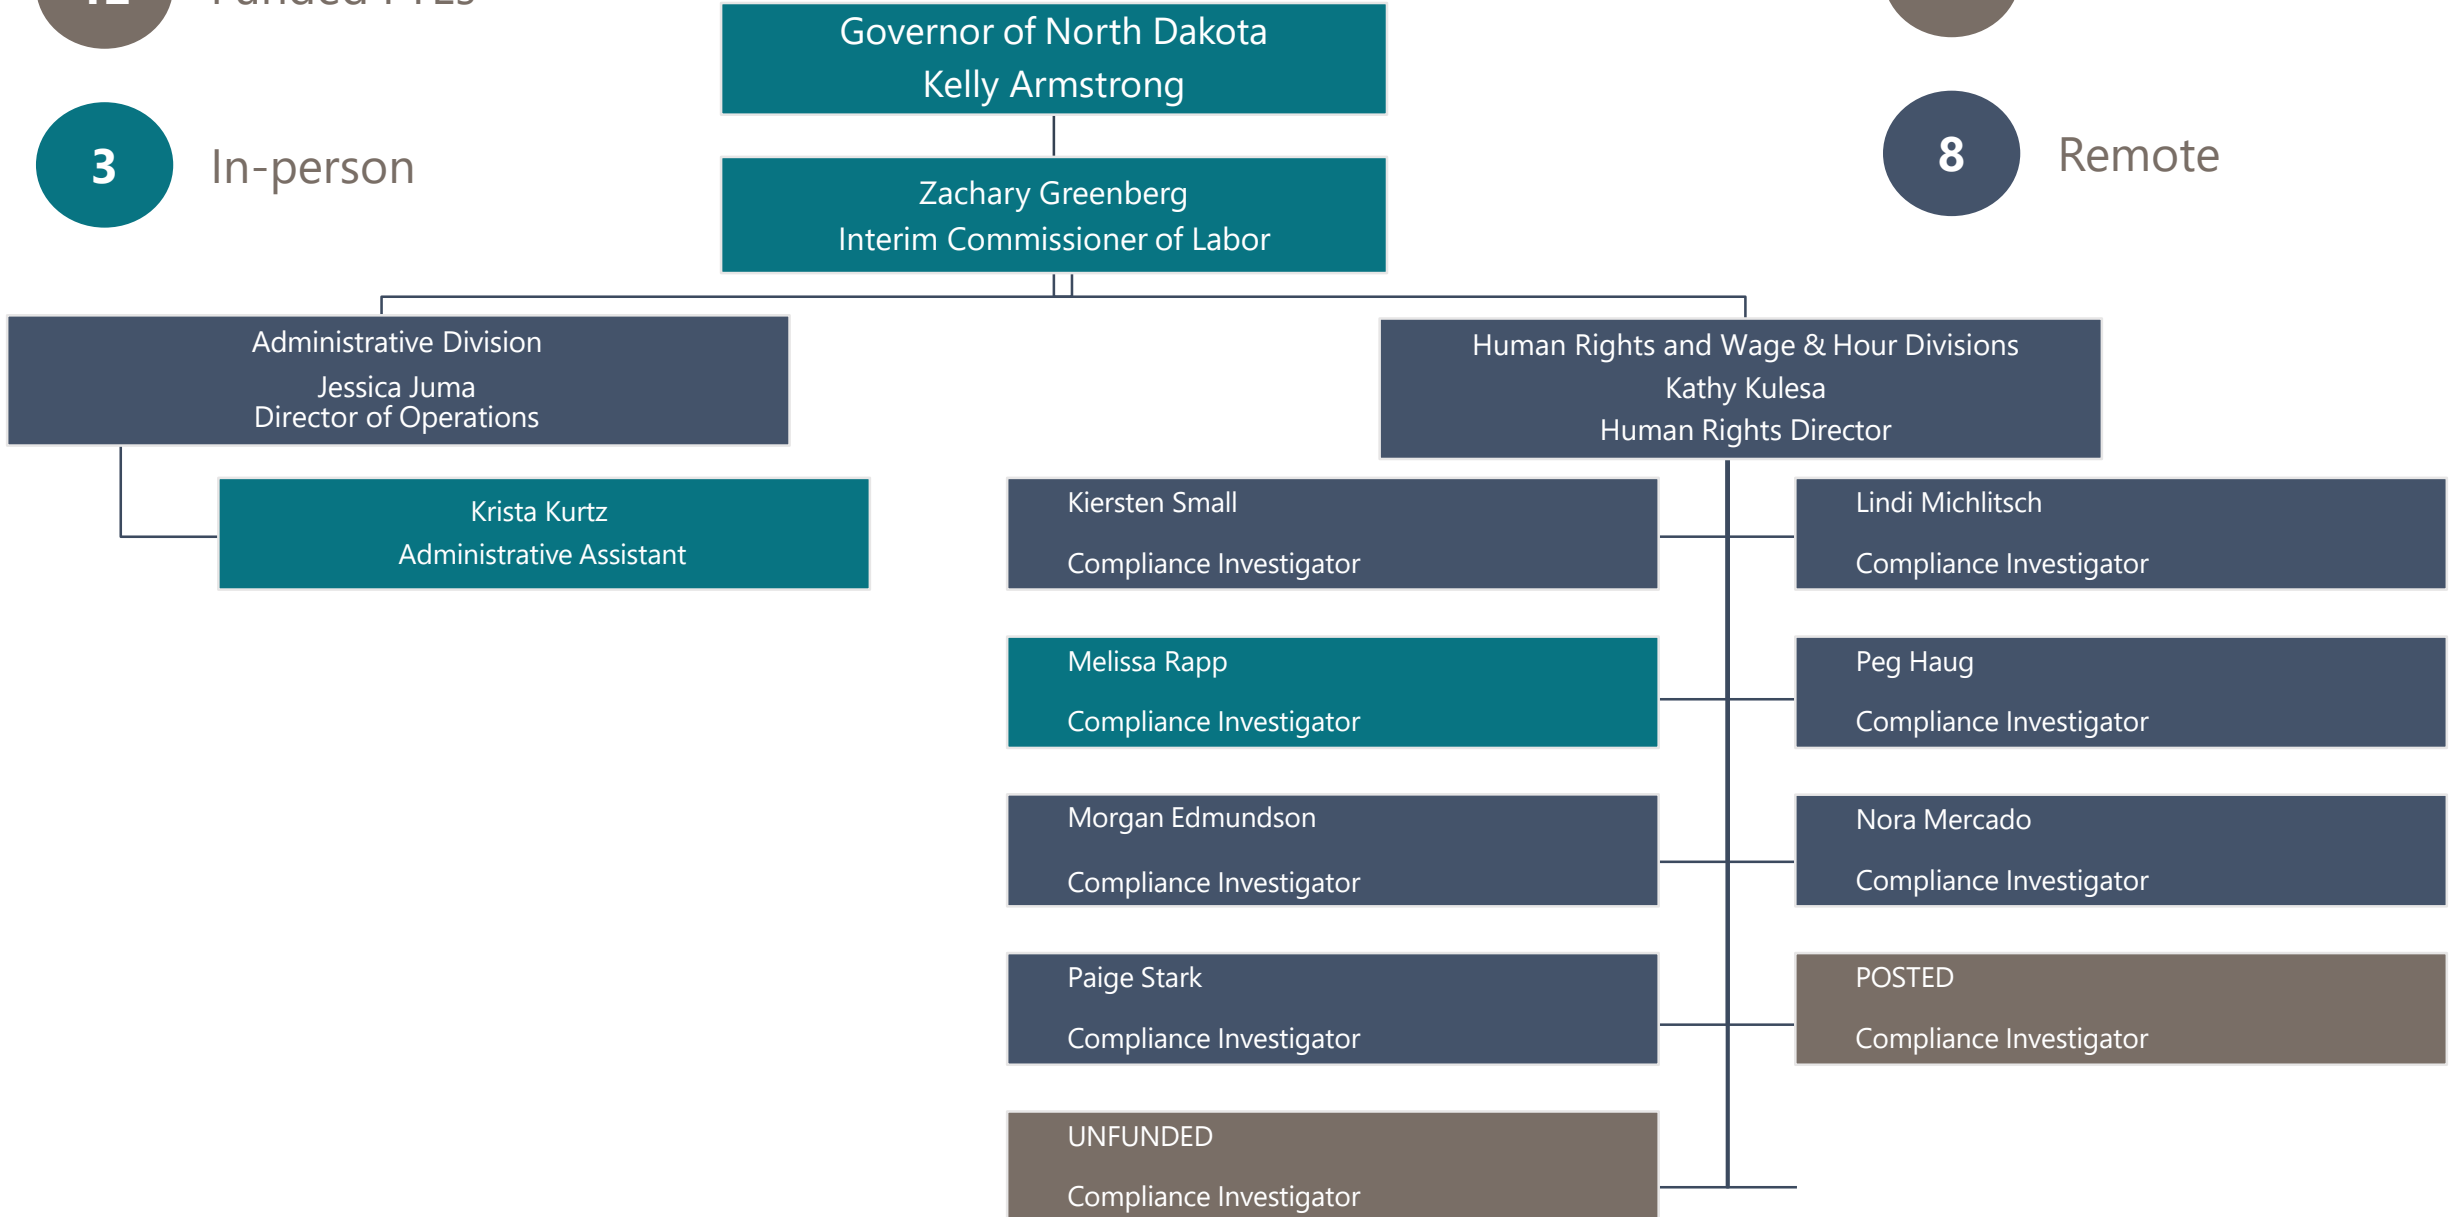 Funded FTEs
Governor of North Dakota
Kelly Armstrong
3
In-person
8
Remote
Zachary Greenberg
Interim Commissioner of Labor
Administrative Division
Jessica Juma
Director of Operations
Human Rights and Wage & Hour Divisions
Kathy Kulesa
Human Rights Director
Krista Kurtz
Administrative Assistant
Kiersten Small
Compliance Investigator
Lindi Michlitsch
Compliance Investigator
Melissa Rapp
Compliance Investigator
Peg Haug
Compliance Investigator
Morgan Edmundson
Compliance Investigator
Nora Mercado
Compliance Investigator
Paige Stark
Compliance Investigator
POSTED
Compliance Investigator
UNFUNDED
Compliance Investigator